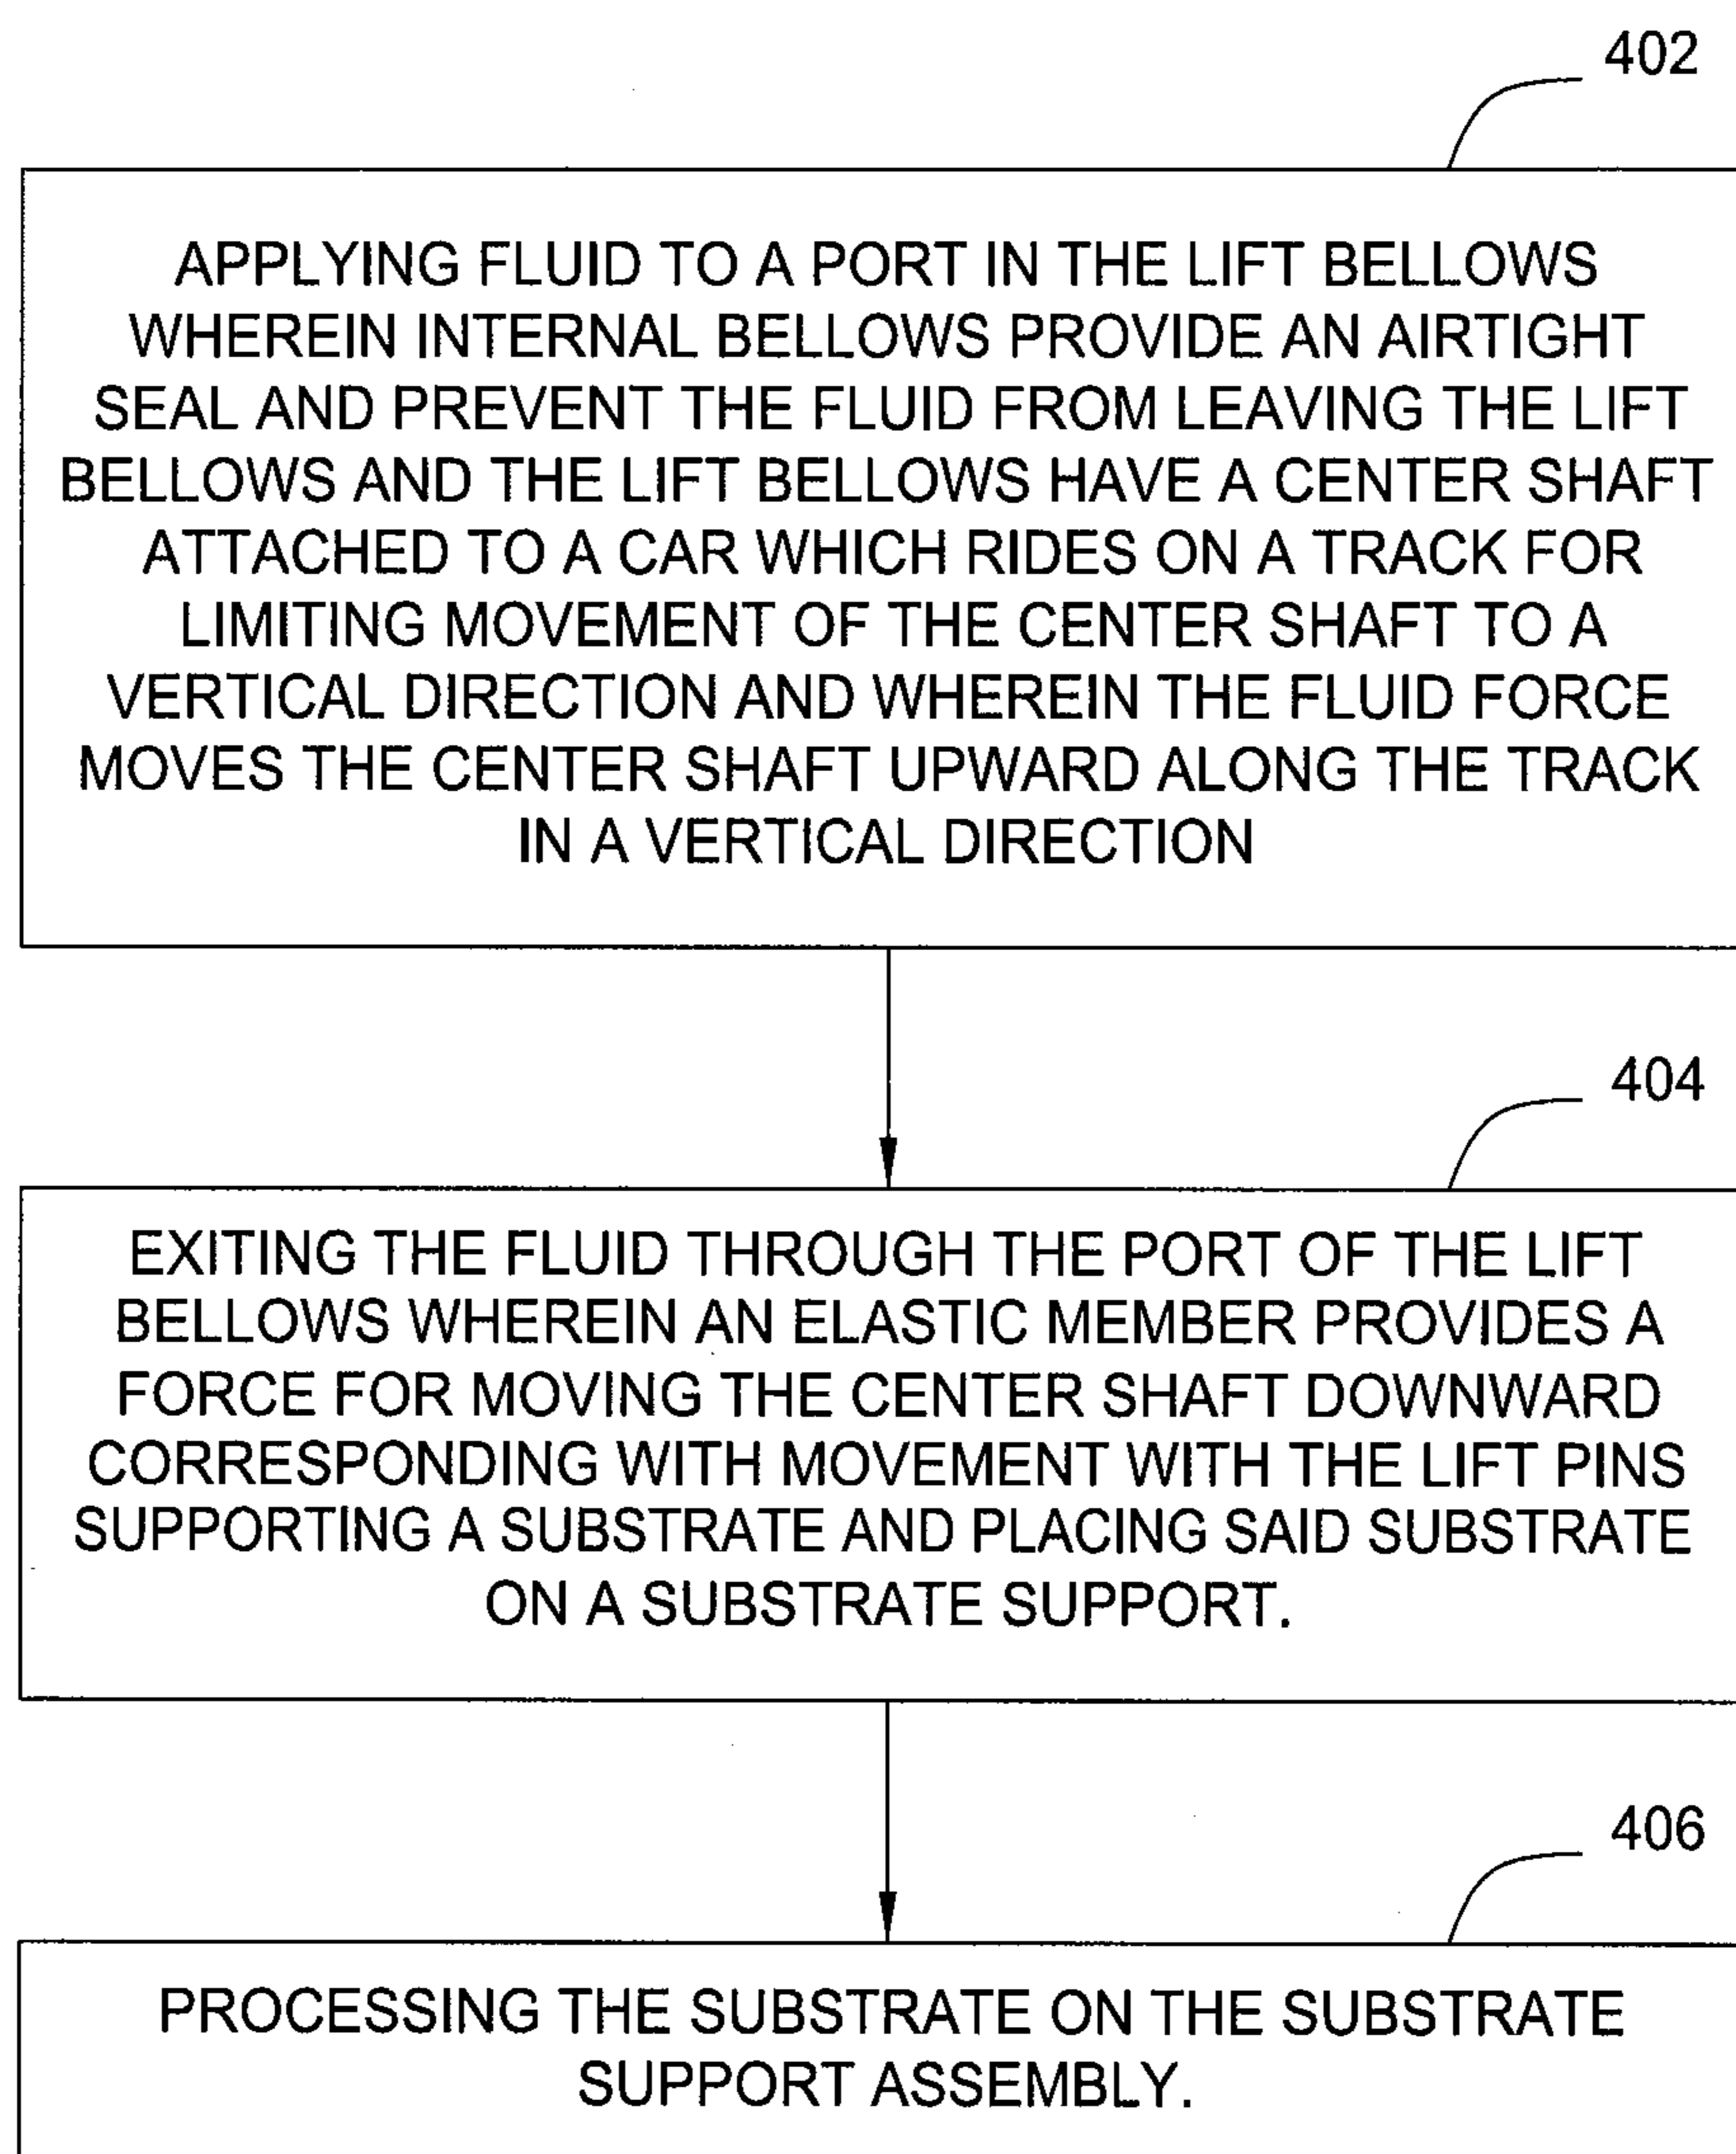 402
APPLYING FLUID TO A PORT IN THE LIFT BELLOWS
WHEREIN INTERNAL BELLOWS PROVIDE AN AIRTIGHT
SEAL AND PREVENT THE FLUID FROM LEAVING THE LIFT
BELLOWS AND THE LIFT BELLOWS HAVE A CENTER SHAFT
ATTACHED TO A CAR WHICH RIDES ON A TRACK FOR
LIMITING MOVEMENT OF THE CENTER SHAFT TO A
VERTICAL DIRECTION AND WHEREIN THE FLUID FORCE
MOVES THE CENTER SHAFT UPWARD ALONG THE TRACK
IN A VERTICAL DIRECTION
404
EXITING THE FLUID THROUGH THE PORT OF THE LIFT
BELLOWS WHEREIN AN ELASTIC MEMBER PROVIDES A
FORCE FOR MOVING THE CENTER SHAFT DOWNWARD
CORRESPONDING WITH MOVEMENT WITH THE LIFT PINS
SUPPORTING A SUBSTRATE AND PLACING SAID SUBSTRATE
ON A SUBSTRATE SUPPORT.
406
PROCESSING THE SUBSTRATE ON THE SUBSTRATE
SUPPORT ASSEMBLY.